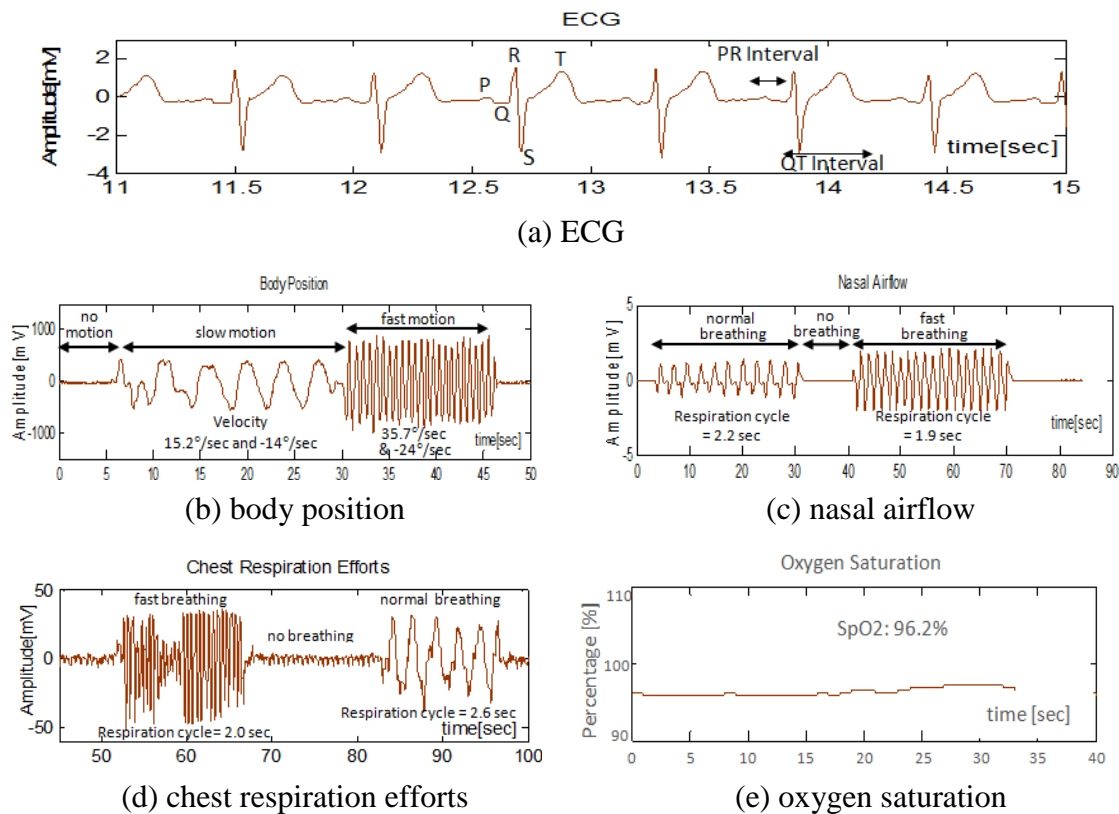 ECG
Amplitude[mV]
2
0
-2
-4
R
T
P
Q
S
PR Interval
QT Interval
time[sec]
11
11.5
12
12.5
13
13.5
14
14.5
15
(a) ECG
Body Position
Amplitude [m V]
1000
0
-1000
no
motion
slow motion
fast motion
Velocity
15.2°/sec and -14°/sec
35.7°/sec
& -24°/sec
time[sec]
0
5
10
15
20
25
30
35
40
45
50
(b) body position
Nasal Airflow
Amplitude [m V]
5
0
-5
normal
breathing
no
breathing
fast
breathing
Respiration cycle
= 2.2 sec
Respiration cycle
= 1.9 sec
time[sec]
0
10
20
30
40
50
60
70
80
90
(c) nasal airflow
Chest Respiration Efforts
Amplitude[mV]
50
0
-50
fast breathing
no breathing
normal breathing
Respiration cycle= 2.0 sec
Respiration cycle = 2.6 sec
time[sec]
50
60
70
80
90
100
(d) chest respiration efforts
Oxygen Saturation
Percentage [%]
110
100
90
SpO2: 96.2%
time [sec]
0
5
10
15
20
25
30
35
40
(e) oxygen saturation